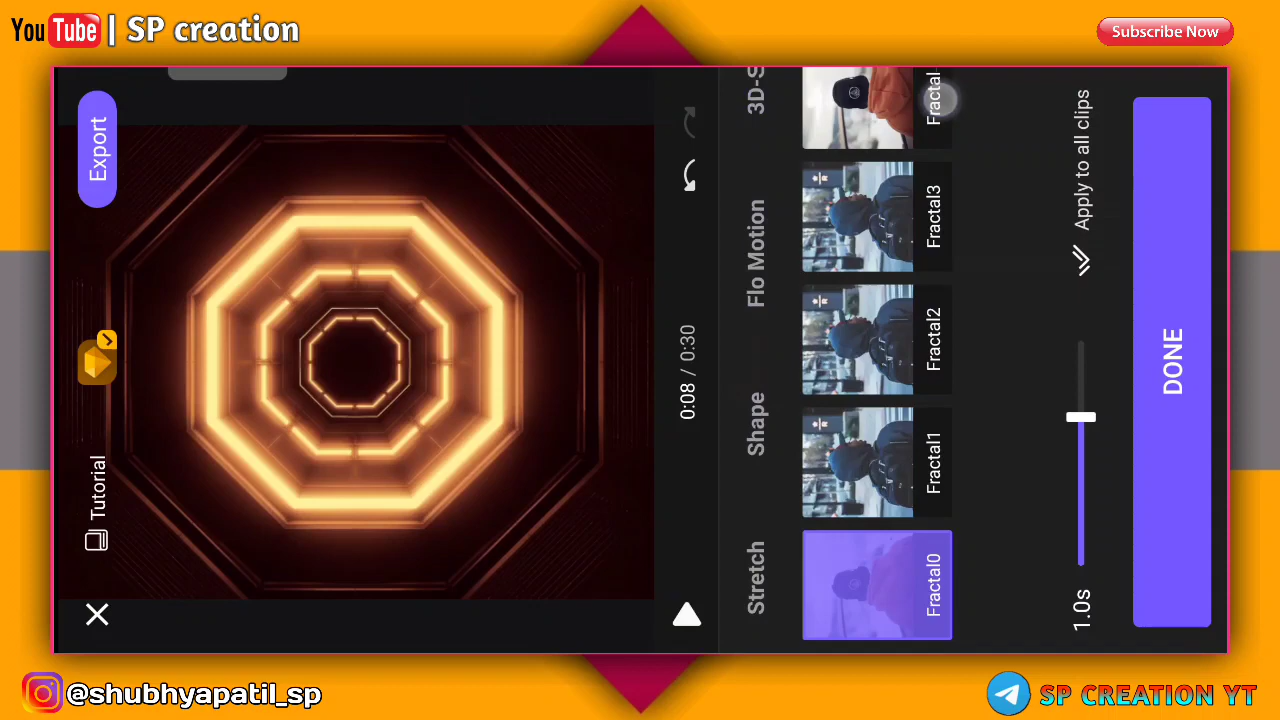 YouTube | SP creation
Subscribe Now
Export
Tutorial
0:08 / 0:30
Stretch
Shape
Flo Motion
3D-S
Fractal0
Fractal1
Fractal2
Fractal3
Fractal
1.0s
Apply to all clips
DONE
@shubhyapatil_sp
SP CREATION YT